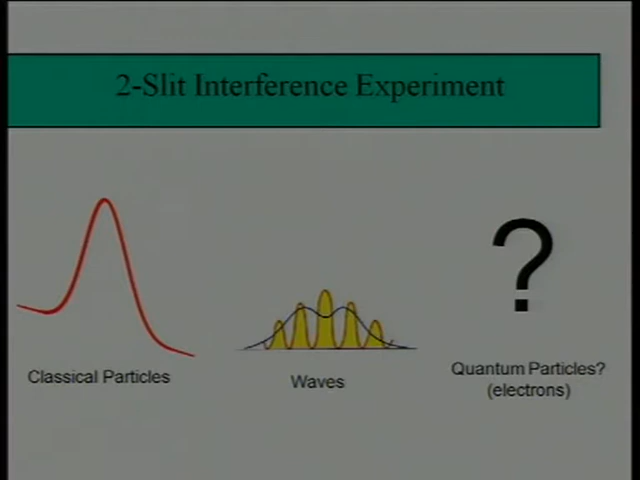 2-Slit Interference Experiment
?
Classical Particles
Waves
Quantum Particles?
(electrons)